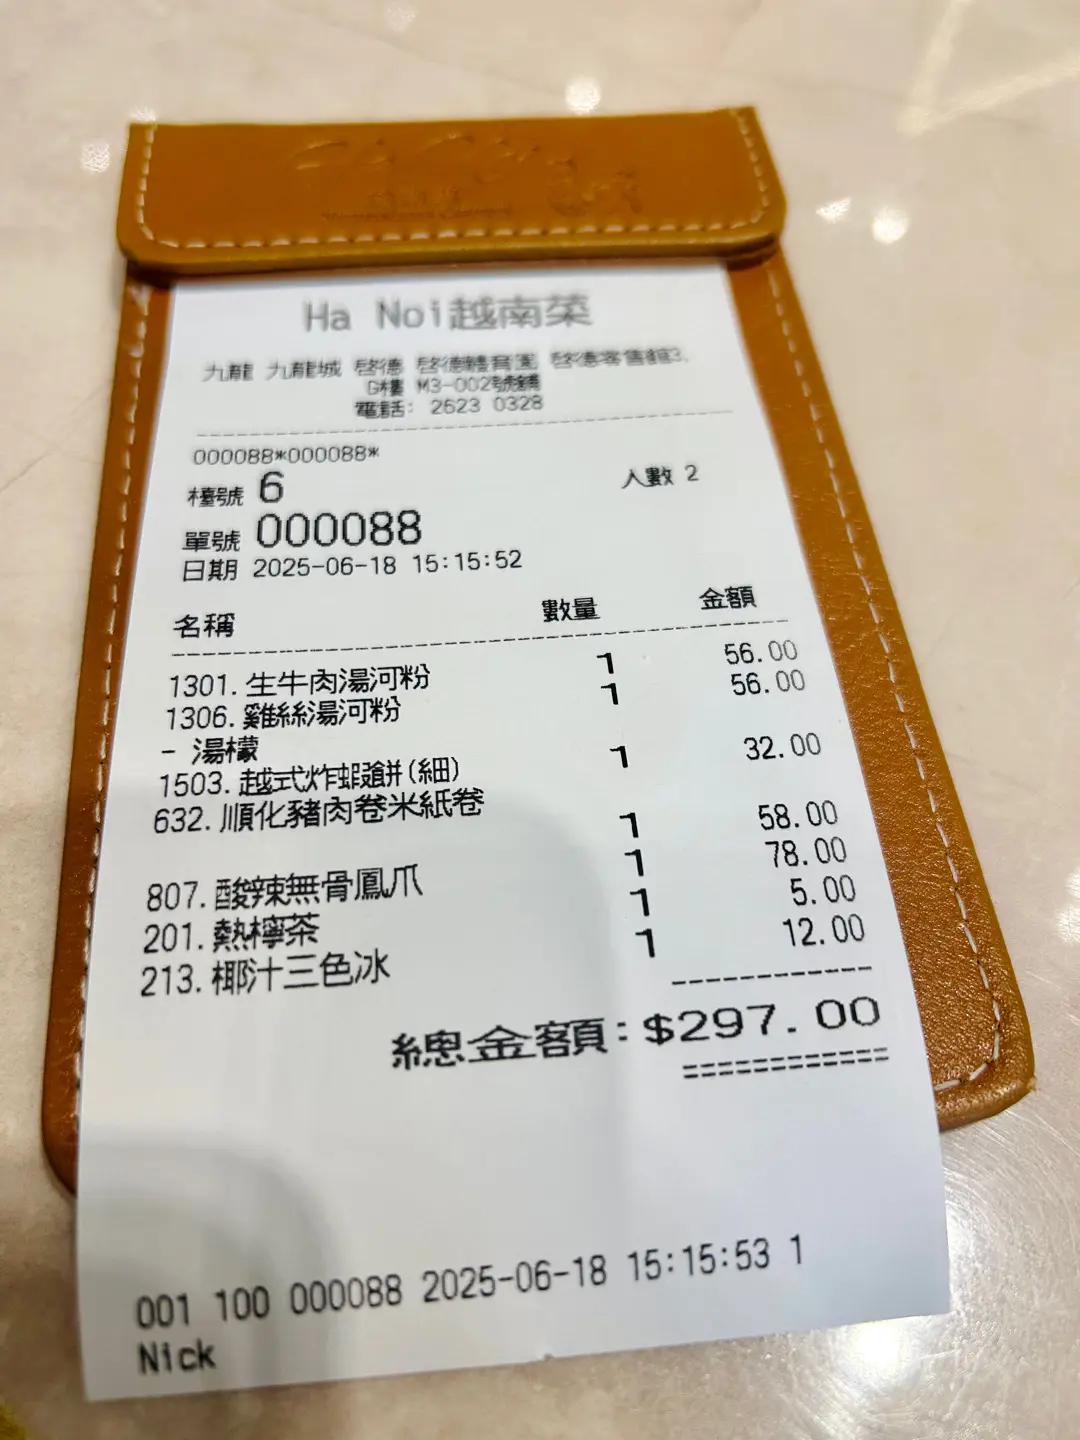 Ha Noi越南菜
九龍 九龍城 啓德 啓德體育園 啓德零售館3,
G樓 M3-002號舖
電話: 2623 0328
000088*000088*
檯號 6 人數 2
單號 000088
日期 2025-06-18 15:15:52
名稱 數量 金額
1301. 生牛肉湯河粉 1 56.00
1306. 雞絲湯河粉 1 56.00
- 湯檬
1503. 越式炸蝦餅(細) 1 32.00
632. 順化豬肉卷米紙卷 1 58.00
807. 酸辣無骨鳳爪 1 78.00
201. 熱檸茶 1 5.00
213. 椰汁三色冰 1 12.00
總金額: $297.00
001 100 000088 2025-06-18 15:15:53 1
Nick